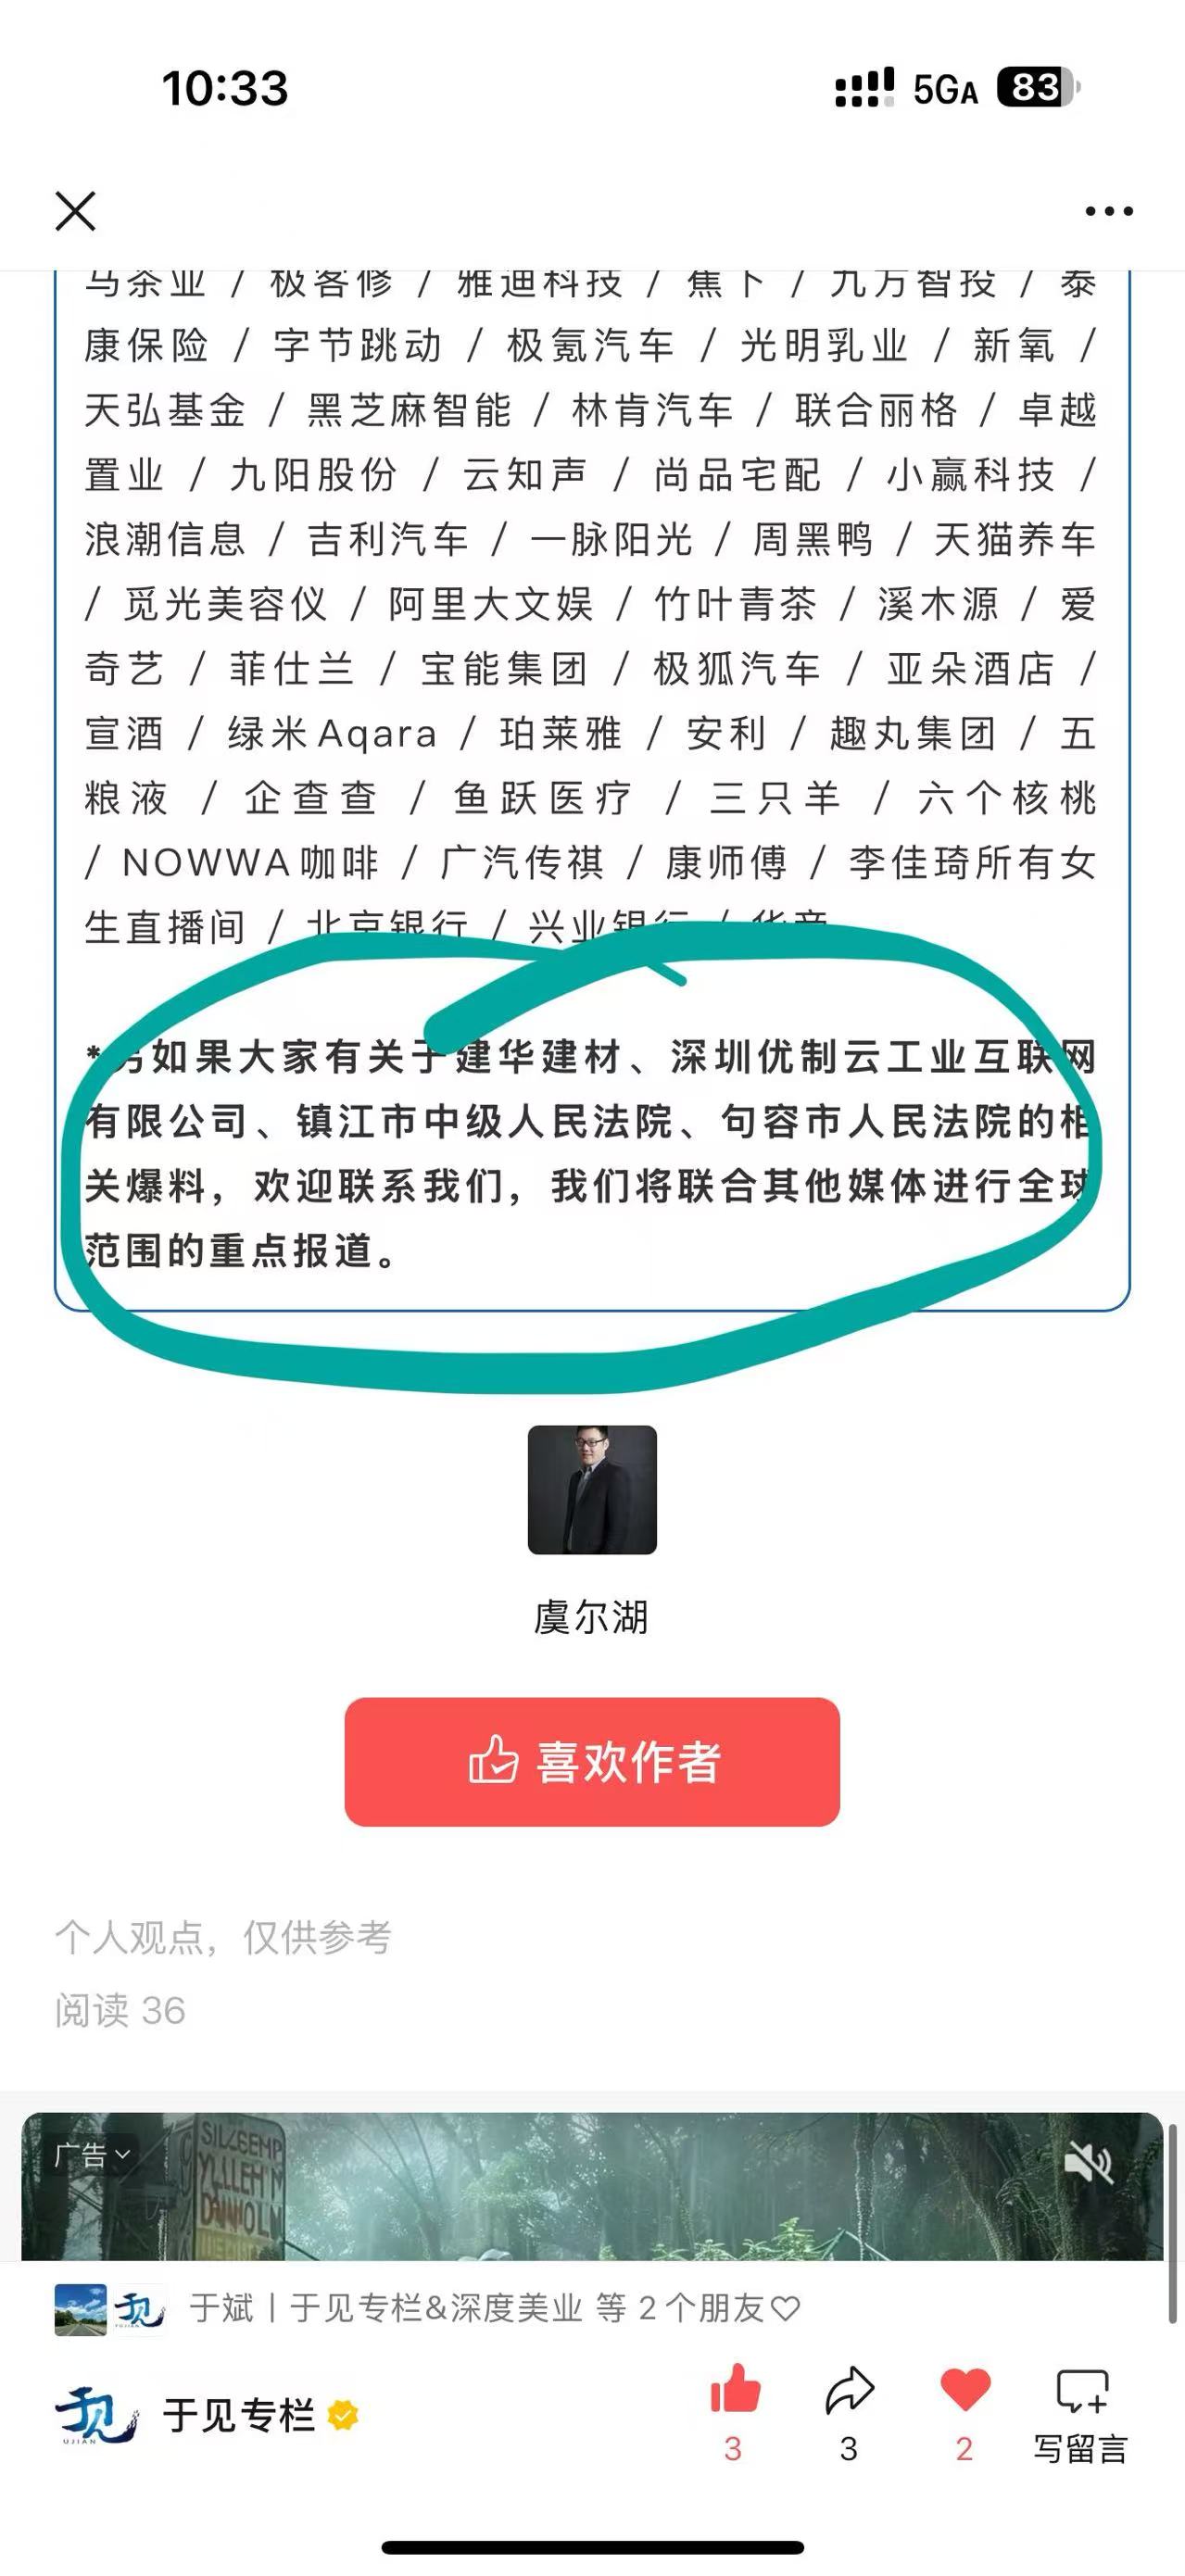 10:33
5GA 83
马茶业 / 极客修 / 雅迪科技 / 蕉下 / 九方智投 / 泰
康保险 / 字节跳动 / 极氪汽车 / 光明乳业 / 新氧 /
天弘基金 / 黑芝麻智能 / 林肯汽车 / 联合丽格 / 卓越
置业 / 九阳股份 / 云知声 / 尚品宅配 / 小赢科技 /
浪潮信息 / 吉利汽车 / 一脉阳光 / 周黑鸭 / 天猫养车
/ 觅光美容仪 / 阿里大文娱 / 竹叶青茶 / 溪木源 / 爱
奇艺 / 菲仕兰 / 宝能集团 / 极狐汽车 / 亚朵酒店 /
宣酒 / 绿米Aqara / 珀莱雅 / 安利 / 趣丸集团 / 五
粮液 / 企查查 / 鱼跃医疗 / 三只羊 / 六个核桃
/ NOWWA咖啡 / 广汽传祺 / 康师傅 / 李佳琦所有女
生直播间 / 北京银行 / 兴业银行 /
*另如果大家有关于建华建材、深圳优制云工业互联网
有限公司、镇江市中级人民法院、句容市人民法院的相
关爆料，欢迎联系我们，我们将联合其他媒体进行全球
范围的重点报道。
虞尔湖
喜欢作者
个人观点，仅供参考
阅读 36
广告
于斌丨于见专栏&深度美业 等 2 个朋友♡
于见 UJIAN 于见专栏
3 3 2 写留言